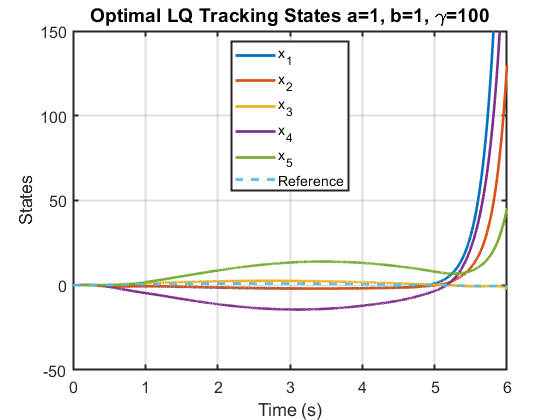 Optimal LQ Tracking States a=1, b=1, γ=100
150
100
50
0
-50
States
x1
x2
x3
x4
x5
Reference
0 1 2 3 4 5 6
Time (s)